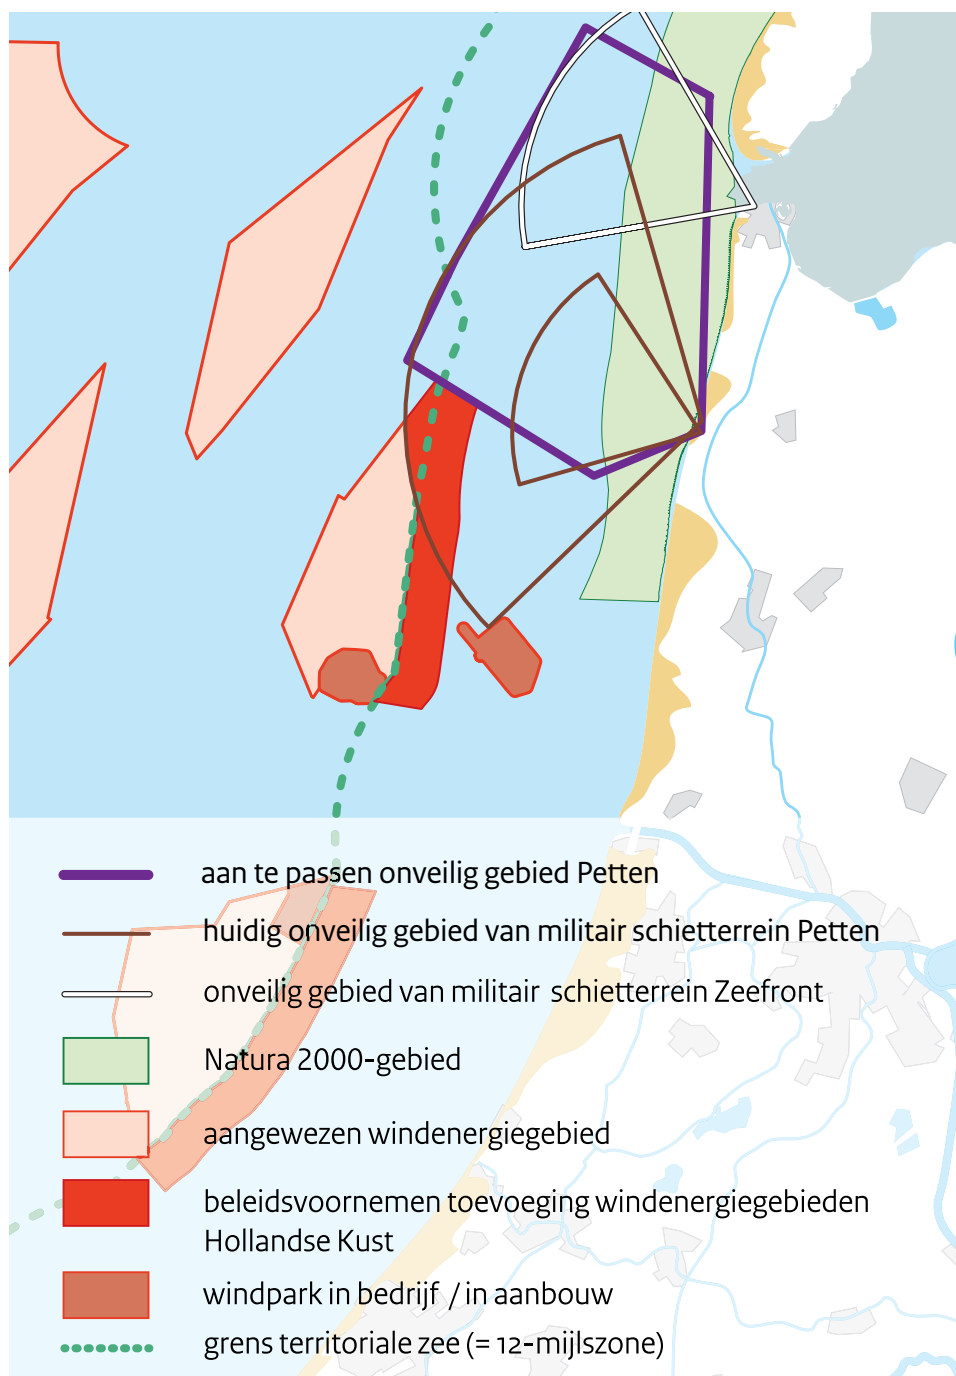 aan te passen onveilig gebied Petten
huidig onveilig gebied van militair schietterrein Petten
onveilig gebied van militair schietterrein Zeefront
Natura 2000-gebied
aangewezen windenergiegebied
beleidsvoornemen toevoeging windenergiegebieden
Hollandse Kust
windpark in bedrijf / in aanbouw
grens territoriale zee (= 12-mijlszone)